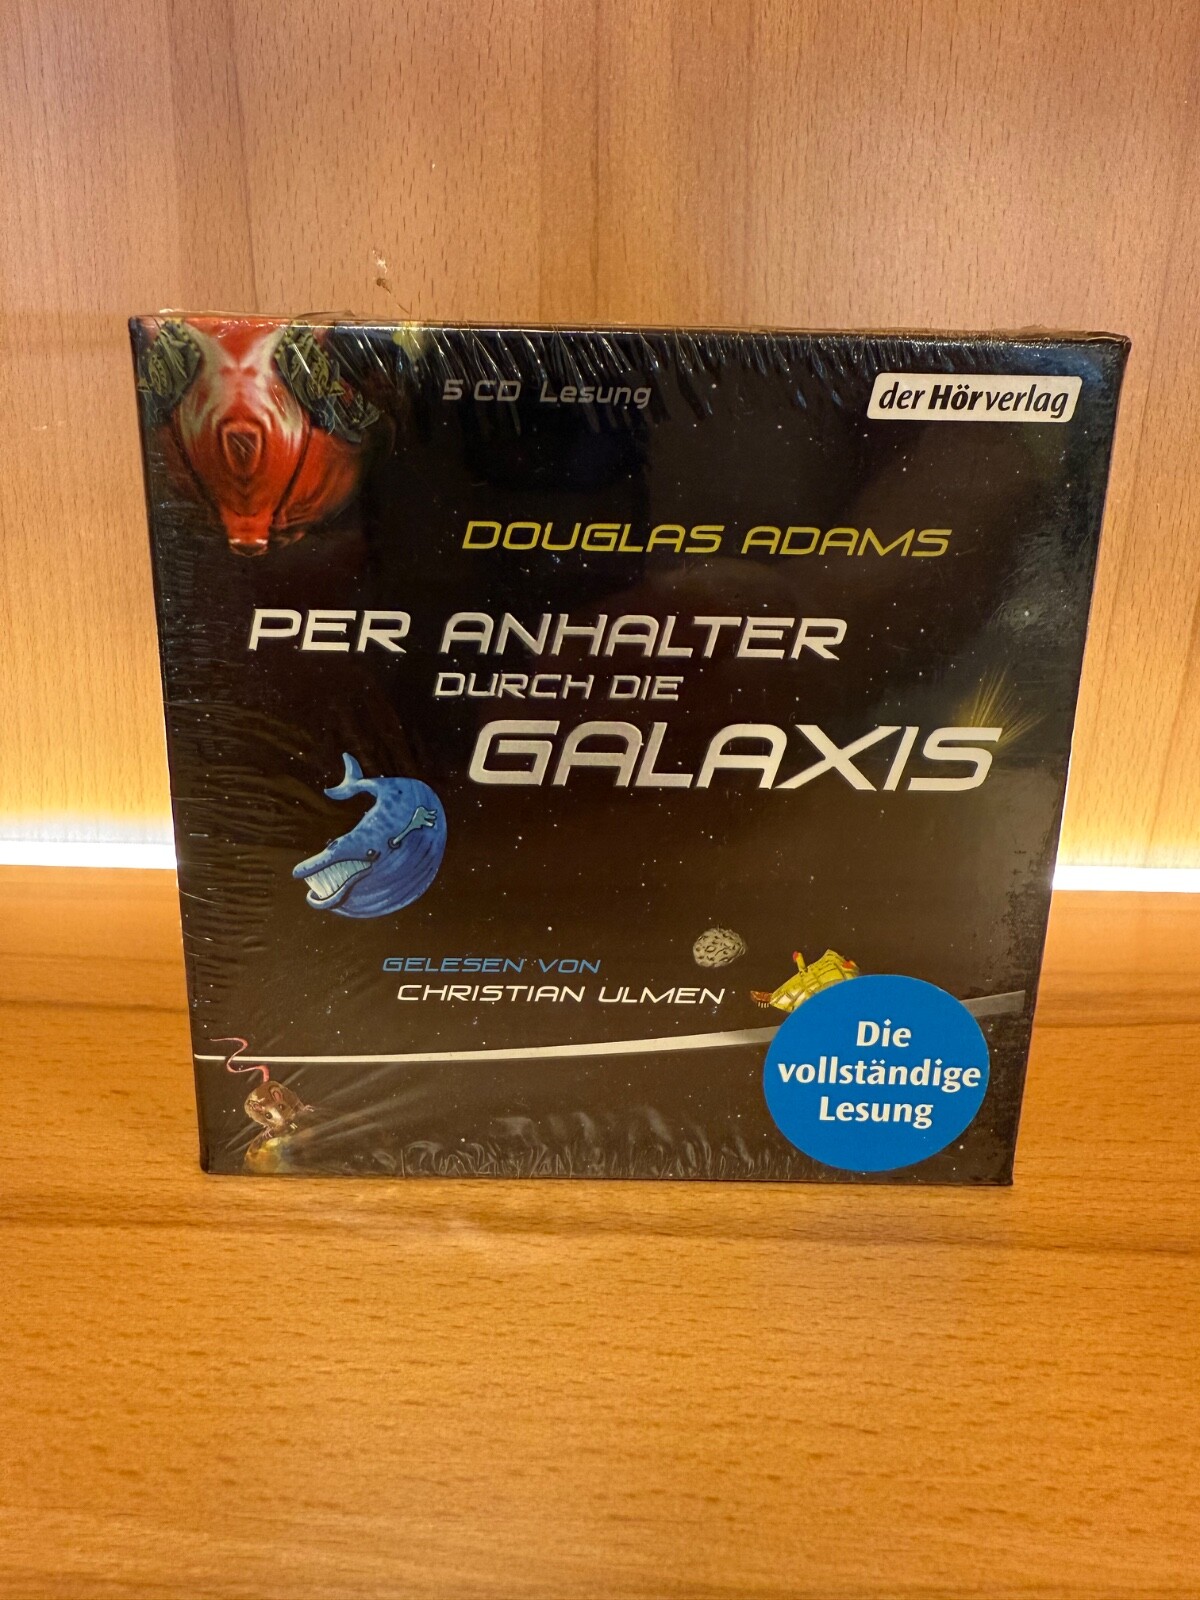 5 CD Lesung
der Hörverlag
DOUGLAS ADAMS
PER ANHALTER
DURCH DIE
GALAXIS
GELESEN VON
CHRISTIAN ULMEN
Die
vollständige
Lesung